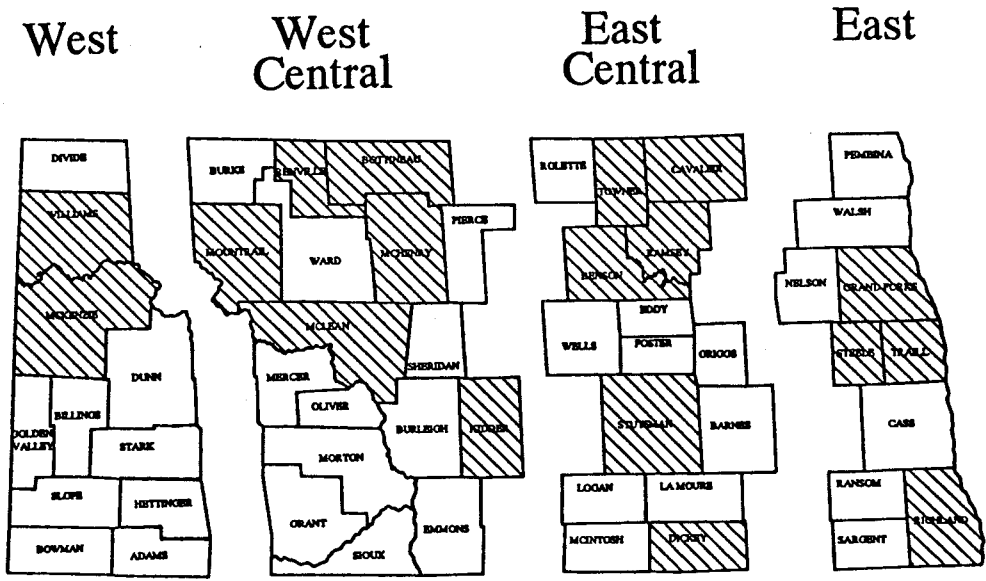 West
West
Central
East
Central
East
DIVIDE
WILLIAMS
MCKENZIE
DUNN
BILLINGS
GOLDEN
VALLEY
STARK
SLOPE
HETTINGER
BOWMAN
ADAMS
BURKE
RENVILLE
BOTTINEAU
PIERCE
MOUNTRAIL
WARD
MCHENRY
MCLEAN
SHERIDAN
MERCER
OLIVER
BURLEIGH
KIDDER
MORTON
GRANT
EMMONS
SIOUX
ROLETTE
TOWNER
CAVALIER
RAMSEY
BENSON
EDDY
WELLS
FOSTER
GRIGGS
STUTSMAN
BARNES
LOGAN
LA MOURE
MCINTOSH
DICKEY
PEMBINA
WALSH
NELSON
GRAND FORKS
STEELE
TRAILL
CASS
RANSOM
RICHLAND
SARGENT